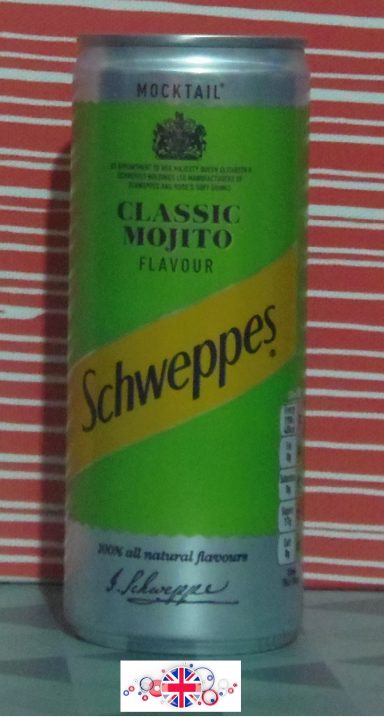 MOCKTAIL*
BY APPOINTMENT TO HER MAJESTY QUEEN ELIZABETH II
SCHWEPPES HOLDINGS LTD MANUFACTURERS OF
SCHWEPPES AND ROSE'S SOFT DRINKS
CLASSIC
MOJITO
FLAVOUR
Schweppes
100% all natural flavours
J. Schweppe